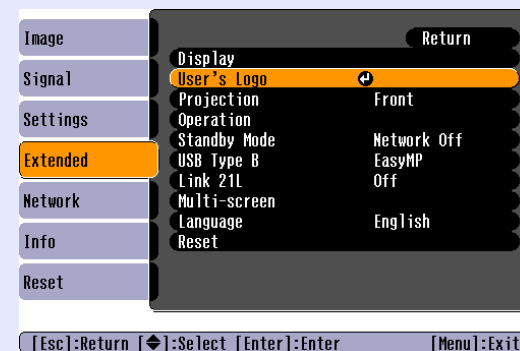 Image
Signal
Settings
Extended
Network
Info
Reset
Return
Display
User's Logo
Projection Front
Operation
Standby Mode Network Off
USB Type B EasyMP
Link 21L Off
Multi-screen
Language English
Reset
[Esc]:Return [◆]:Select [Enter]:Enter [Menu]:Exit